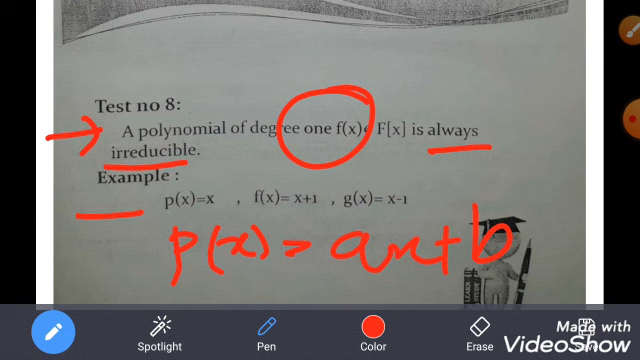 Test no 8:
A polynomial of degree one f(x)∈ F[x] is always
irreducible.
Example :
p(x)=x , f(x)= x+1 , g(x)= x-1
p(x) = ax+b
Spotlight Pen Color Erase
Made with
VideoShow